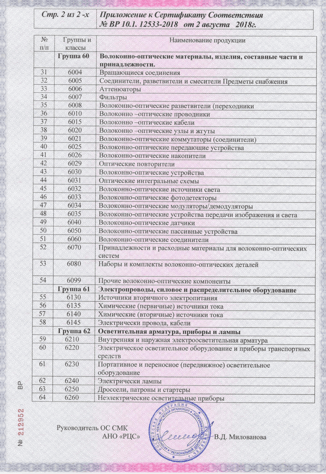 Стр. 2 из 2 -х
Приложение к Сертификату Соответствия
№ ВР 10.1. 12533-2018 от 2 августа 2018г.
№ п/п Группы и классы Наименование продукции
Группа 60 Волоконно-оптические материалы, изделия, составные части и
принадлежности.
31 6004 Вращающиеся соединения
32 6005 Соединители, разветвители и смесители Предметы снабжения
33 6006 Аттенюаторы
34 6007 Фильтры
35 6008 Волоконно-оптические разветвители (переходники
36 6010 Волоконно –оптические проводники
37 6015 Волоконно –оптические кабели
38 6020 Волоконно –оптические узлы и жгуты
39 6021 Волоконно-оптические коммутаторы (соединители)
40 6025 Волоконно-оптические передающие устройства
41 6026 Волоконно-оптические накопители
42 6029 Оптические повторители
43 6030 Волоконно-оптические устройства
44 6031 Оптические интегральные схемы
45 6032 Волоконно-оптические источники света
46 6033 Волоконно-оптические фотодетекторы
47 6034 Волоконно-оптические модуляторы/демодуляторы
48 6035 Волоконно-оптические устройства передачи изображения и света
49 6040 Волоконно-оптические датчики
50 6050 Волоконно-оптические пассивные устройства
51 6060 Волоконно-оптические соединители
52 6070 Принадлежности и расходные материалы для волоконно-оптических
систем
53 6080 Наборы и комплекты волоконно-оптических деталей
54 6099 Прочие волоконно-оптические компоненты
Группа 61 Электропроводы, силовое и распределительное оборудование
55 6130 Источники вторичного электропитания
56 6135 Химические (первичные) источники тока
57 6140 Химические (вторичные) источники тока
58 6145 Электрически провода, кабели
Группа 62 Осветительная арматура, приборы и лампы
59 6210 Внутренняя и наружная электроосветительная арматура
60 6220 Электрическое осветительное оборудование и приборы транспортных
средств
61 6230 Портативное и переносное (передвижное) осветительное
оборудование
62 6240 Электрически лампы
63 6250 Дроссели, патроны и стартеры
64 6260 Неэлектрические осветительные приборы
Руководитель ОС СМК
АНО «РЦС» В.Д. Милованова
№ 212952 ВР